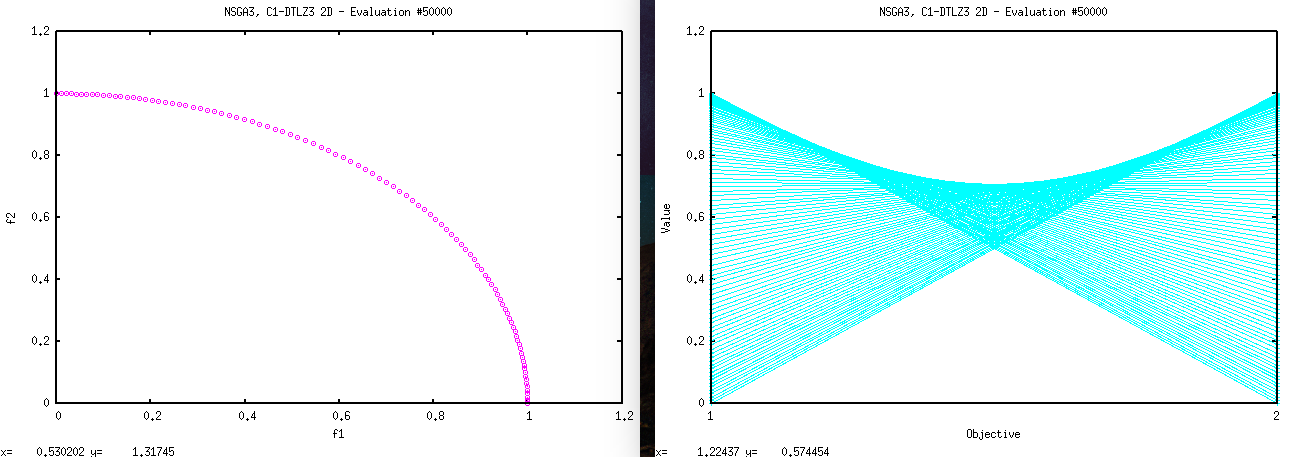 NSGA3, C1-DTLZ3 2D - Evaluation #50000
1.2
1
0.8
0.6
0.4
0.2
0
f2
0 0.2 0.4 0.6 0.8 1 1.2
f1
x= 0.530202 y= 1.31745
NSGA3, C1-DTLZ3 2D - Evaluation #50000
1.2
1
0.8
0.6
0.4
0.2
0
Value
1 2
Objective
x= 1.22437 y= 0.574454